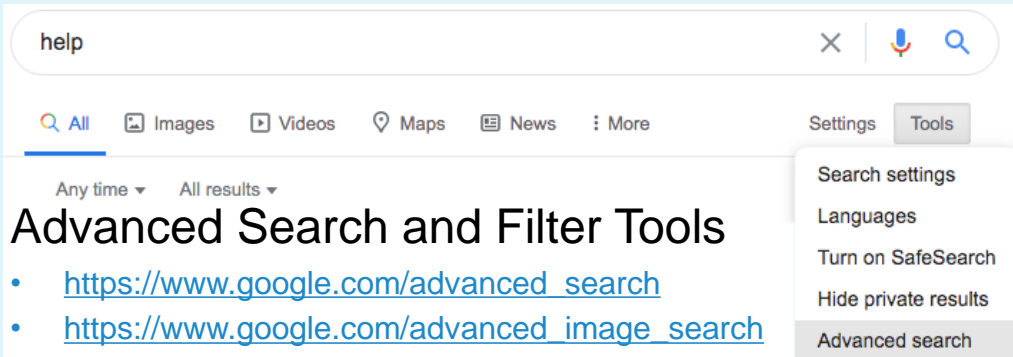 help
All Images Videos Maps News More Settings Tools
Any time All results
Search settings
Languages
Turn on SafeSearch
Hide private results
Advanced search
Advanced Search and Filter Tools
• https://www.google.com/advanced_search
• https://www.google.com/advanced_image_search